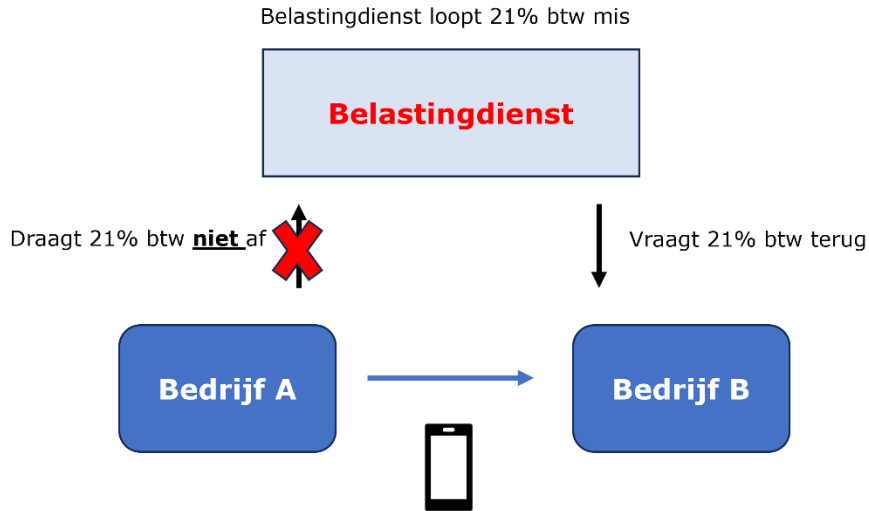 Belastingdienst loopt 21% btw mis
Belastingdienst
Draagt 21% btw niet af
Vraagt 21% btw terug
Bedrijf A
Bedrijf B